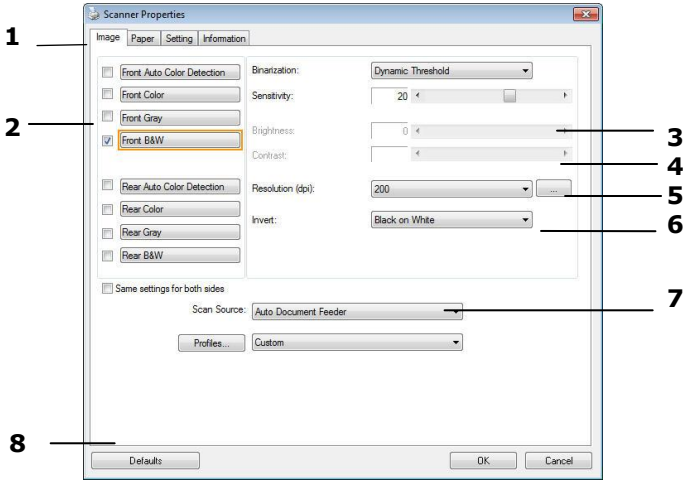 Scanner Properties
1
Image Paper Setting Information
Front Auto Color Detection Binarization: Dynamic Threshold
Front Color Sensitivity: 20
2
Front Gray
Front B&W Brightness: 0
3
Contrast:
4
Rear Auto Color Detection Resolution (dpi): 200 ...
5
Rear Color
Invert: Black on White
6
Rear Gray
Rear B&W
Same settings for both sides
7
Scan Source: Auto Document Feeder
Profiles... Custom
8
Defaults OK Cancel